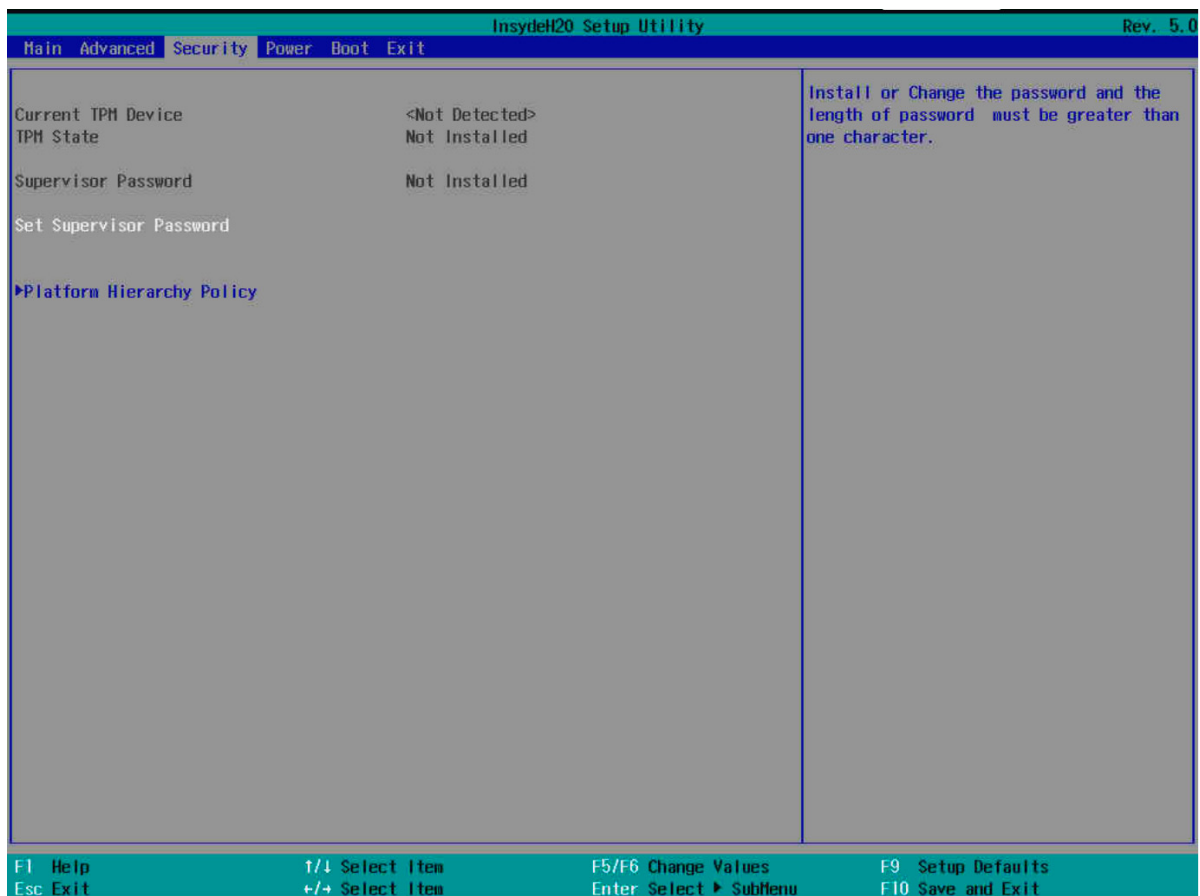 InsydeH20 Setup Utility Rev. 5.0
Main Advanced Security Power Boot Exit
Current TPM Device <Not Detected>
TPM State Not Installed
Supervisor Password Not Installed
Set Supervisor Password
▶Platform Hierarchy Policy
Install or Change the password and the
length of password must be greater than
one character.
F1 Help ↑/↓ Select Item F5/F6 Change Values F9 Setup Defaults
Esc Exit ←/→ Select Item Enter Select ▶ SubMenu F10 Save and Exit